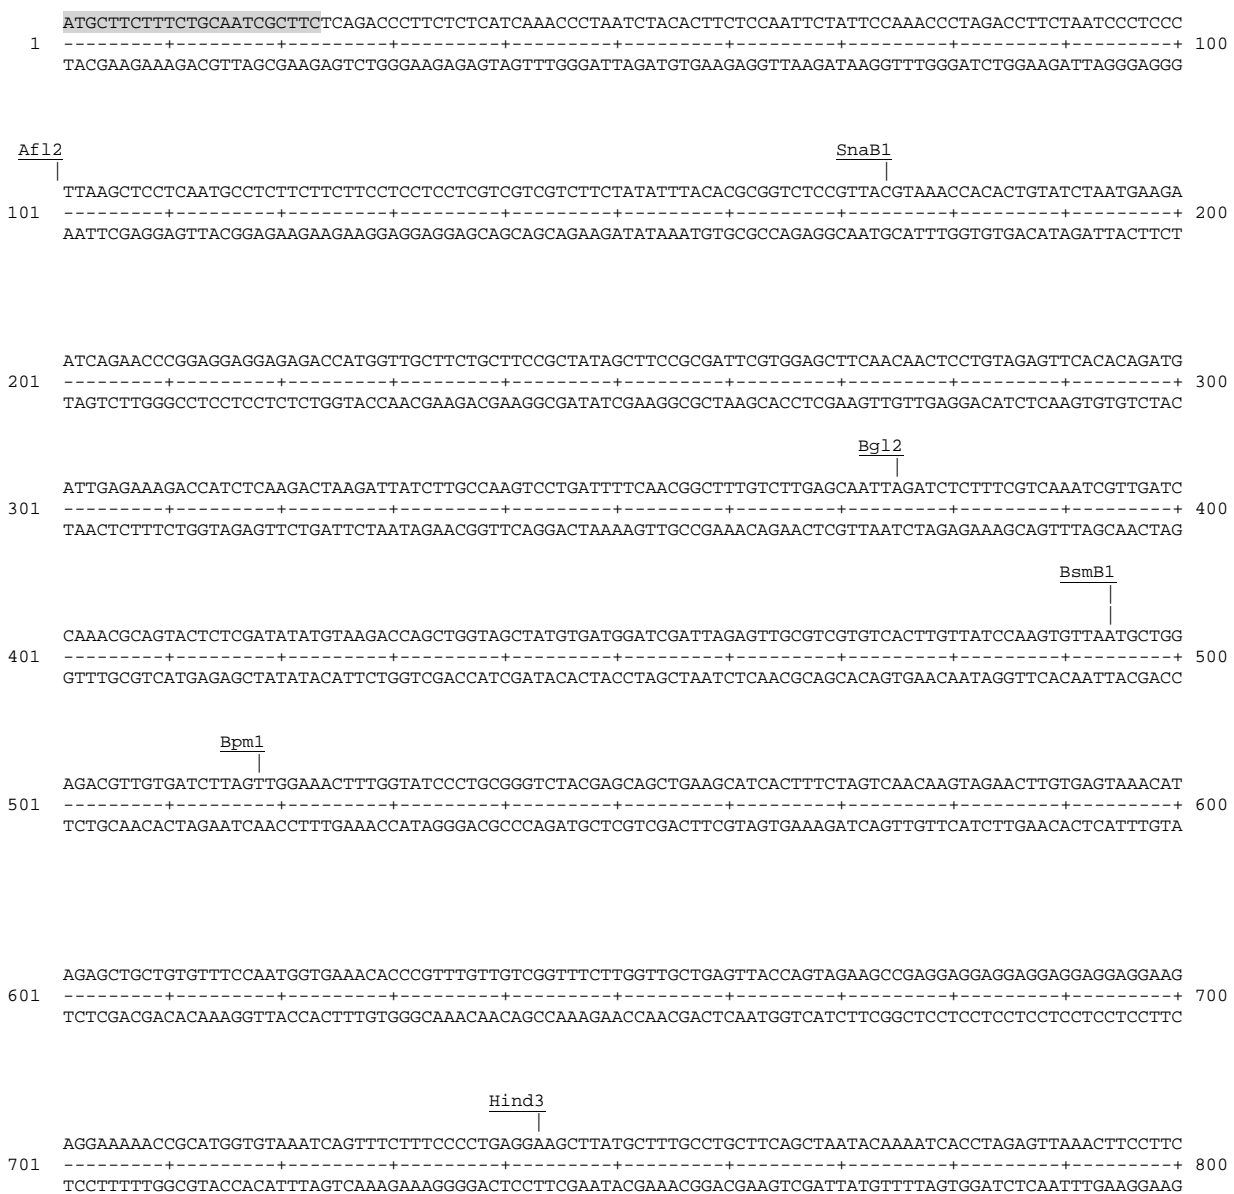 ATGCTTCTTTCTGCAATCGCTTCTCAGACCCTTCTCTCATCAAACCCTAATCTACACTTCTCCAATTCTATTCCAAACCCTAGACCTTCTAATCCCTCCC
1 ---------+---------+---------+---------+---------+---------+---------+---------+---------+---------+ 100
TACGAAGAAAGACGTTAGCGAAGAGTCTGGGAAGAGAGTAGTTTGGGATTAGATGTGAAGAGGTTAAGATAAGGTTTGGGATCTGGAAGATTAGGGAGGG
Afl2 SnaB1
| |
TTAAGCTCCTCAATGCCTCTTCTTCTTCCTCCTCCTCGTCGTCGTCTTCTATATTTACACGCGGTCTCCGTTACGTAAACCACACTGTATCTAATGAAGA
101 ---------+---------+---------+---------+---------+---------+---------+---------+---------+---------+ 200
AATTCGAGGAGTTACGGAGAAGAAGAAGGAGGAGGAGCAGCAGCAGAAGATATAAATGTGCGCCAGAGGCAATGCATTTGGTGTGACATAGATTACTTCT
ATCAGAACCCGGAGGAGGAGAGACCATGGTTGCTTCTGCTTCCGCTATAGCTTCCGCGATTCGTGGAGCTTCAACAACTCCTGTAGAGTTCACACAGATG
201 ---------+---------+---------+---------+---------+---------+---------+---------+---------+---------+ 300
TAGTCTTGGGCCTCCTCCTCTCTGGTACCAACGAAGACGAAGGCGATATCGAAGGCGCTAAGCACCTCGAAGTTGTTGAGGACATCTCAAGTGTGTCTAC
Bgl2
|
ATTGAGAAAGACCATCTCAAGACTAAGATTATCTTGCCAAGTCCTGATTTTCAACGGCTTTGTCTTGAGCAATTAGATCTCTTTCGTCAAATCGTTGATC
301 ---------+---------+---------+---------+---------+---------+---------+---------+---------+---------+ 400
TAACTCTTTCTGGTAGAGTTCTGATTCTAATAGAACGGTTCAGGACTAAAAGTTGCCGAAACAGAACTCGTTAATCTAGAGAAAGCAGTTTAGCAACTAG
BsmB1
|
|
CAAACGCAGTACTCTCGATATATGTAAGACCAGCTGGTAGCTATGTGATGGATCGATTAGAGTTGCGTCGTGTCACTTGTTATCCAAGTGTTAATGCTGG
401 ---------+---------+---------+---------+---------+---------+---------+---------+---------+---------+ 500
GTTTGCGTCATGAGAGCTATATACATTCTGGTCGACCATCGATACACTACCTAGCTAATCTCAACGCAGCACAGTGAACAATAGGTTCACAATTACGACC
Bpm1
|
AGACGTTGTGATCTTAGTTGGAAACTTTGGTATCCCTGCGGGTCTACGAGCAGCTGAAGCATCACTTTCTAGTCAACAAGTAGAACTTGTGAGTAAACAT
501 ---------+---------+---------+---------+---------+---------+---------+---------+---------+---------+ 600
TCTGCAACACTAGAATCAACCTTTGAAACCATAGGGACGCCCAGATGCTCGTCGACTTCGTAGTGAAAGATCAGTTGTTCATCTTGAACACTCATTTGTA
AGAGCTGCTGTGTTTCCAATGGTGAAACACCCGTTTGTTGTCGGTTTCTTGGTTGCTGAGTTACCAGTAGAAGCCGAGGAGGAGGAGGAGGAGGAGGAAG
601 ---------+---------+---------+---------+---------+---------+---------+---------+---------+---------+ 700
TCTCGACGACACAAAGGTTACCACTTTGTGGGCAAACAACAGCCAAAGAACCAACGACTCAATGGTCATCTTCGGCTCCTCCTCCTCCTCCTCCTCCTTC
Hind3
|
AGGAAAAACCGCATGGTGTAAATCAGTTTCTTTCCCCTGAGGAAGCTTATGCTTTGCCTGCTTCAGCTAATACAAAATCACCTAGAGTTAAACTTCCTTC
701 ---------+---------+---------+---------+---------+---------+---------+---------+---------+---------+ 800
TCCTTTTTGGCGTACCACATTTAGTCAAAGAAAGGGGACTCCTTCGAATACGAAACGGACGAAGTCGATTATGTTTTAGTGGATCTCAATTTGAAGGAAG